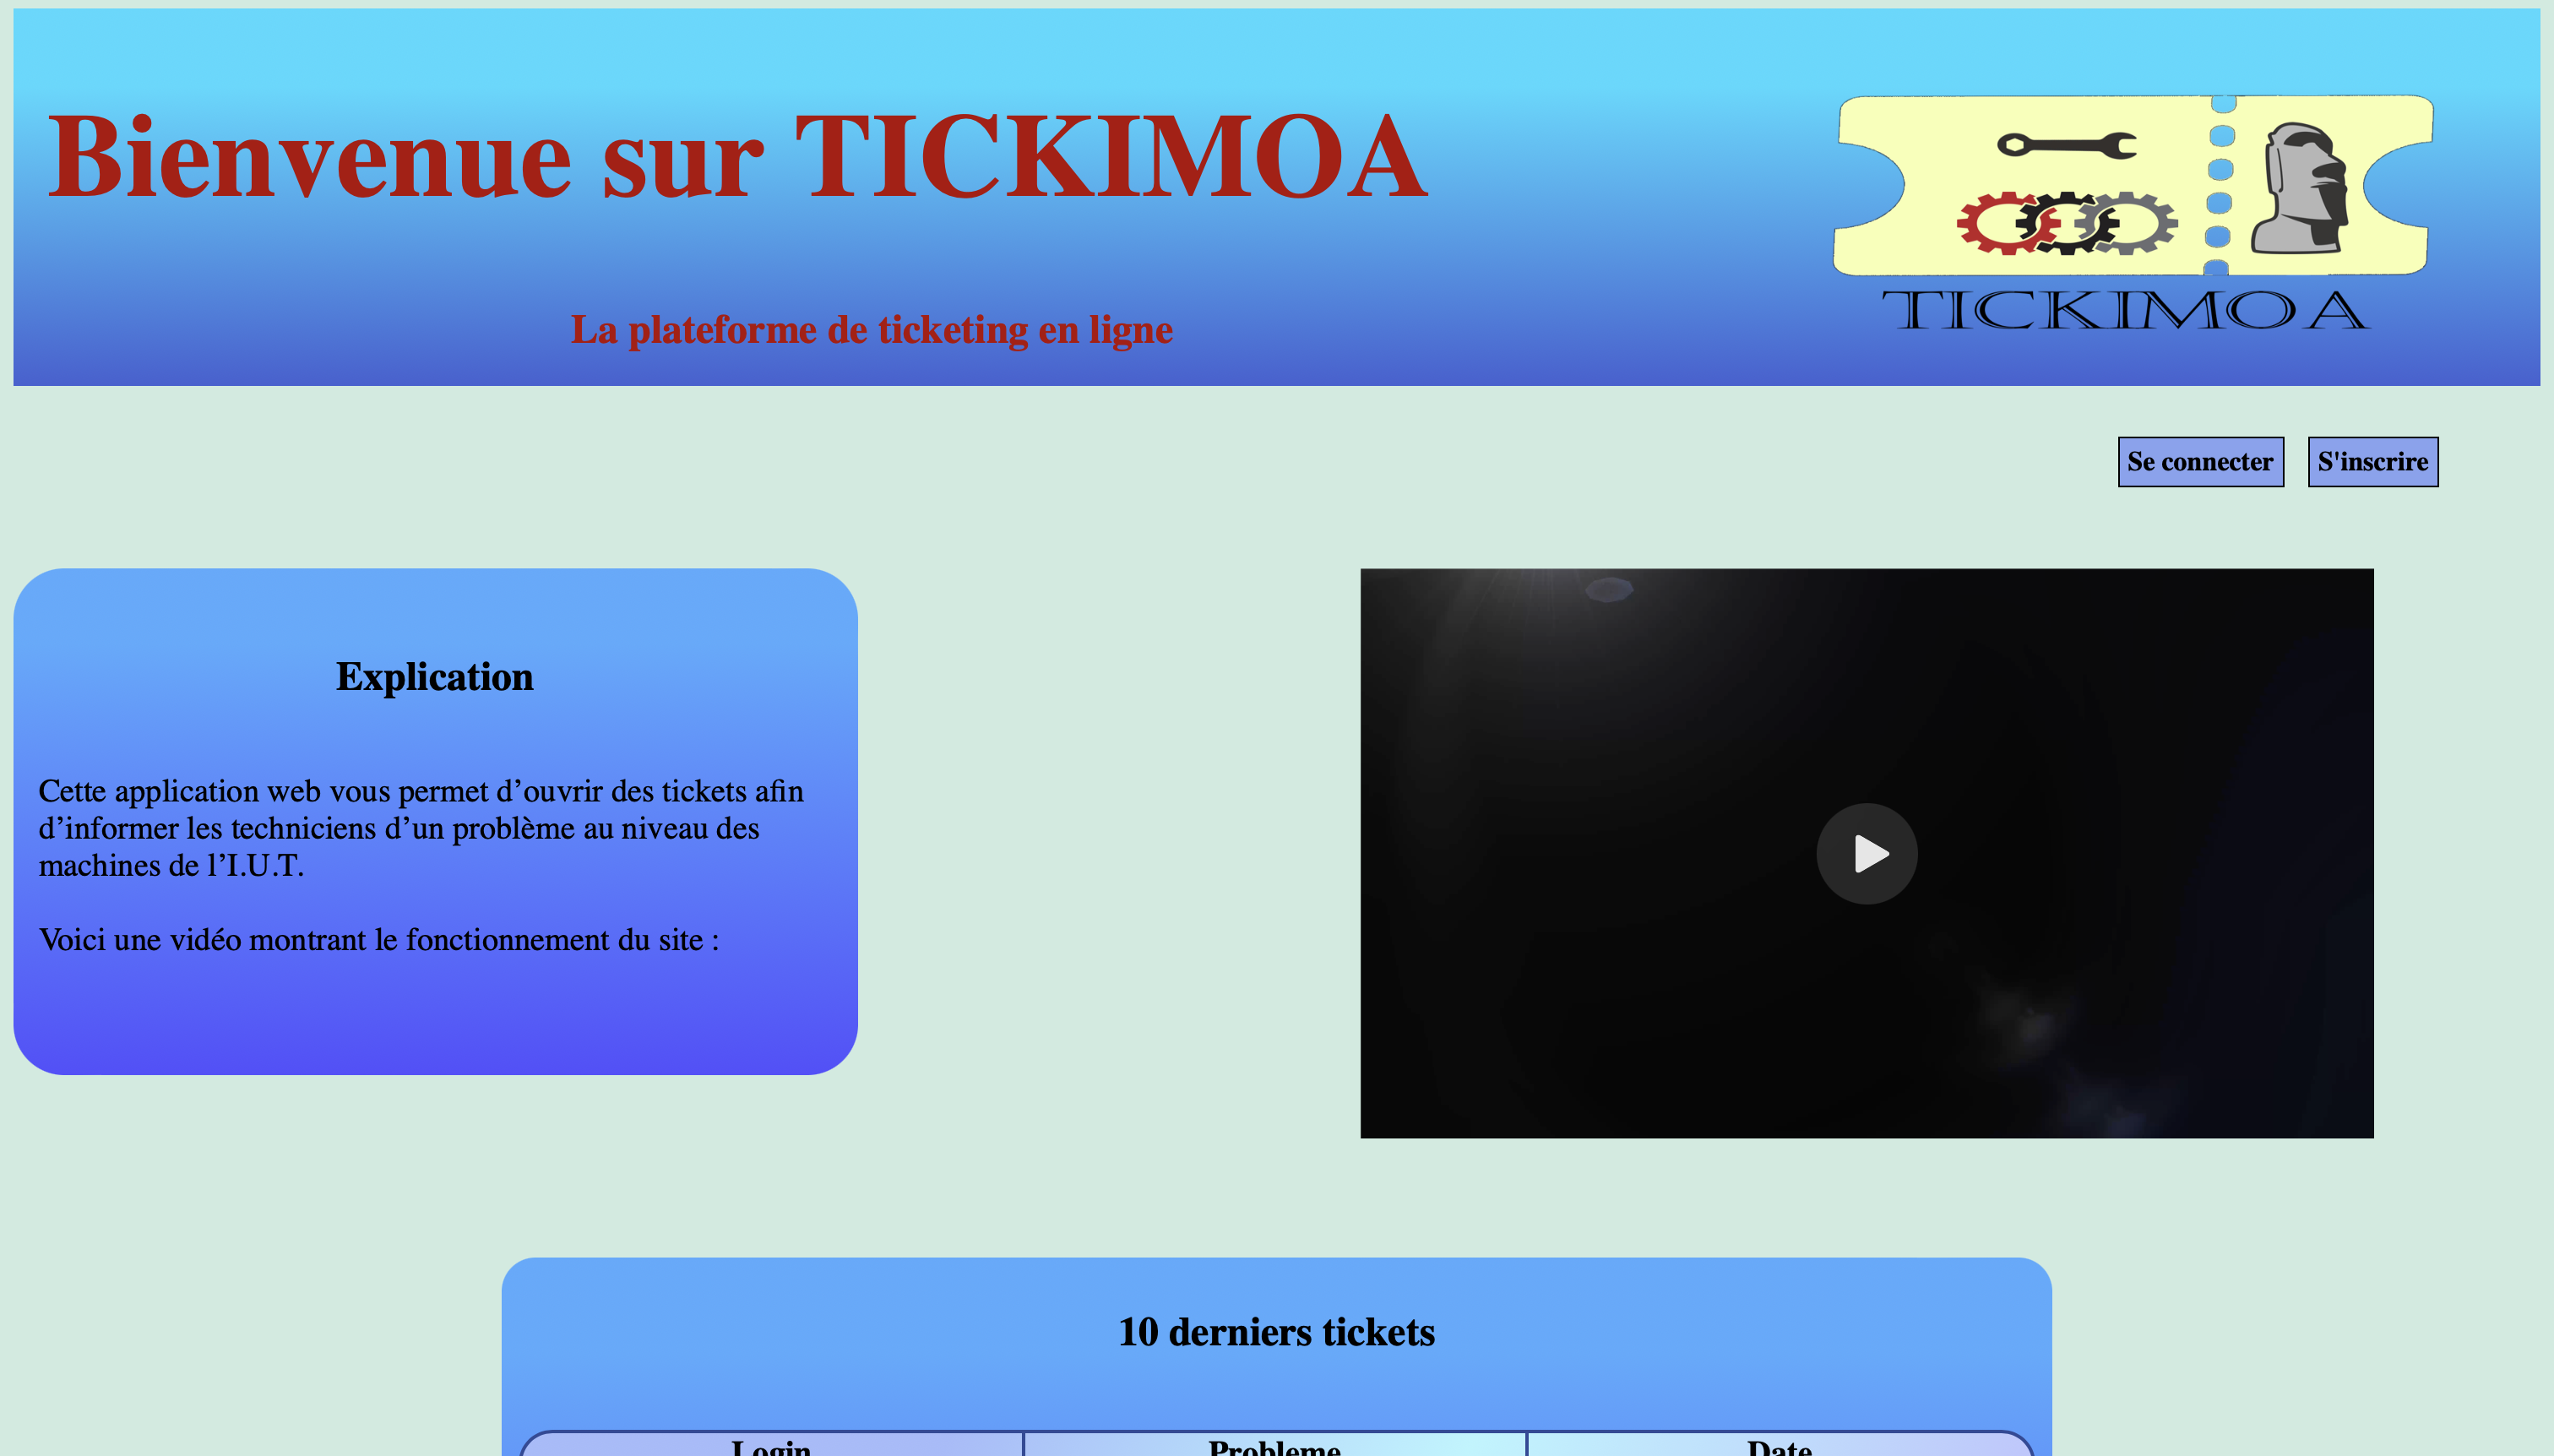 Bienvenue sur TICKIMOA
La plateforme de ticketing en ligne
TICKIMOA
Se connecter
S'inscrire
Explication
Cette application web vous permet d’ouvrir des tickets afin
d’informer les techniciens d’un problème au niveau des
machines de l’I.U.T.
Voici une vidéo montrant le fonctionnement du site :
10 derniers tickets
Login
Probleme
Date